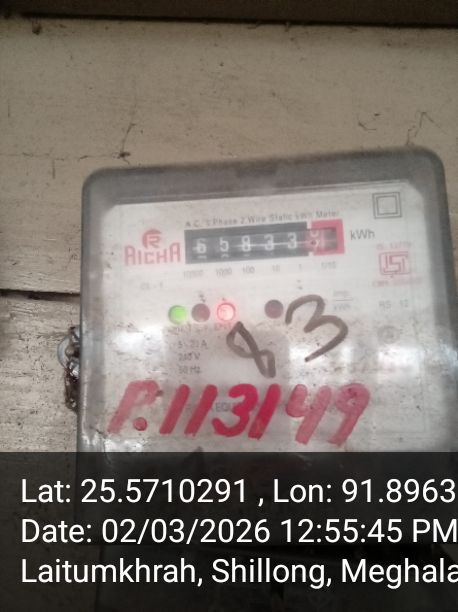 A.C. 1 Phase 2 Wire Static kWh Meter
RICHA
6 5 8 3 3
kWh
10000 1000 100 10 1 1/10
5-20A
240 V
50 Hz
83
P.113149
Lat: 25.5710291 , Lon: 91.8963
Date: 02/03/2026 12:55:45 PM
Laitumkhrah, Shillong, Meghala